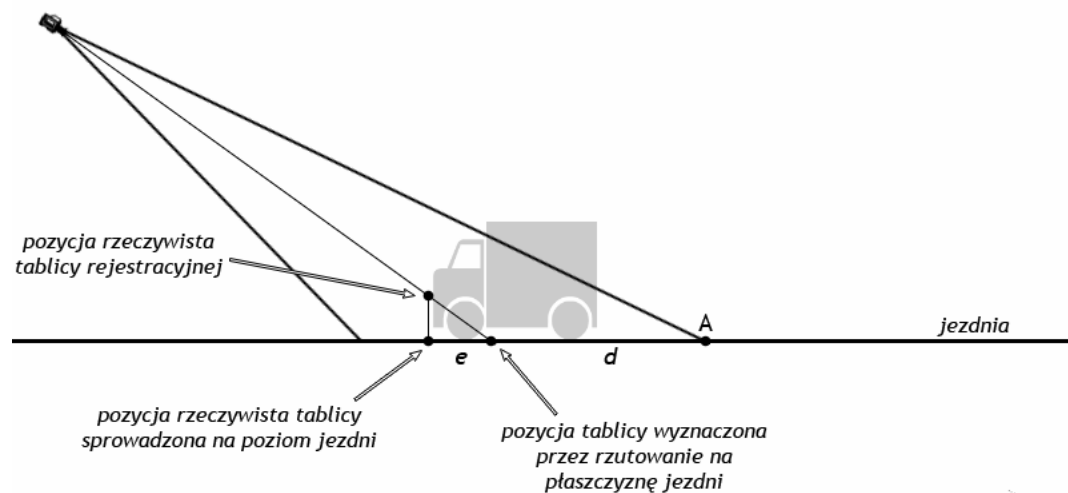 pozycja rzeczywista
tablicy rejestracyjnej
A
jezdnia
e
d
pozycja rzeczywista tablicy
sprowadzona na poziom jezdni
pozycja tablicy wyznaczona
przez rzutowanie na
płaszczyznę jezdni